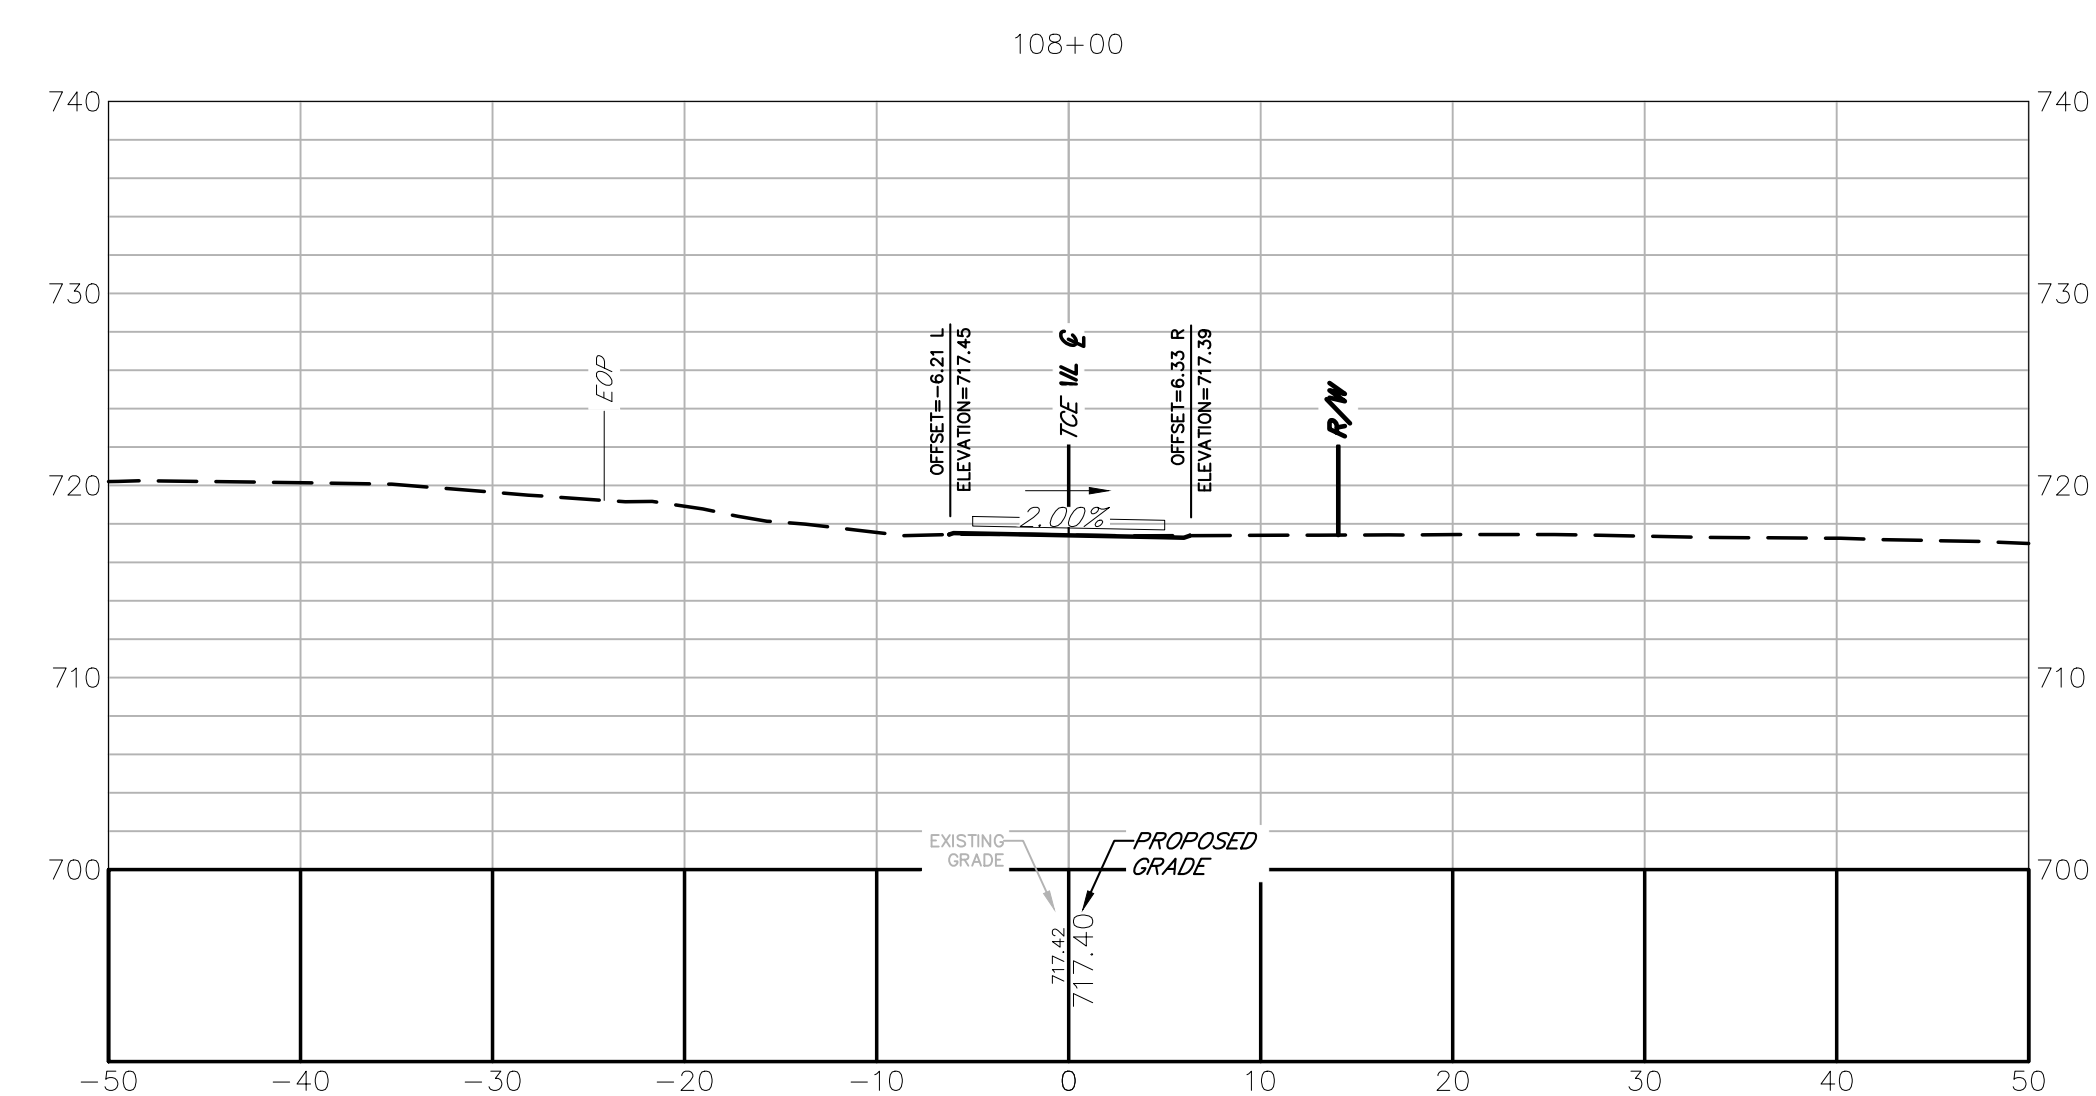 108+00
740 740
730 730
EOP
OFFSET=-6.21 L
ELEVATION=717.45
TCE V/L ℄
OFFSET=6.33 R
ELEVATION=717.39
R/W
720 720
2.00%
710 710
EXISTING
GRADE
PROPOSED
GRADE
700 700
717.42
717.40
-50 -40 -30 -20 -10 0 10 20 30 40 50